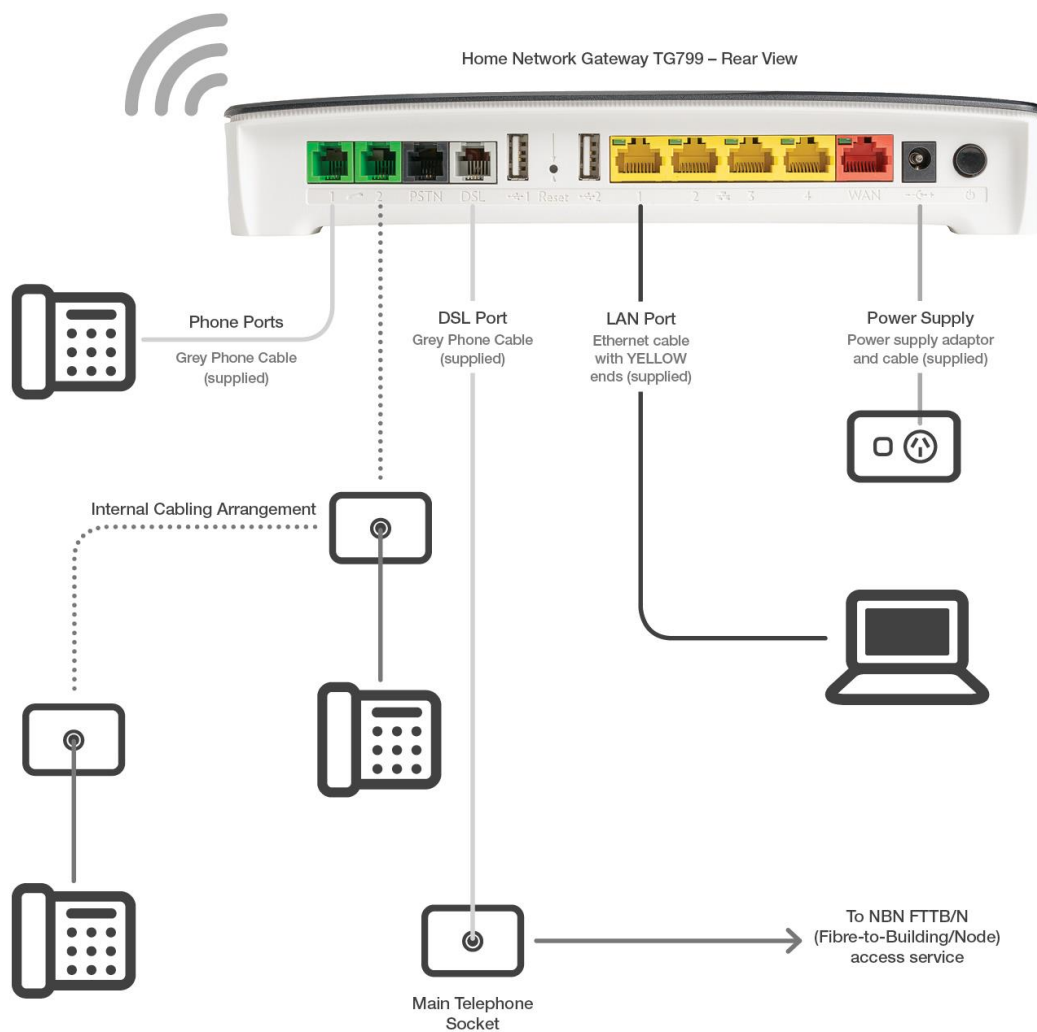 Home Network Gateway TG799 – Rear View
1 2 PSTN DSL 1 Reset 2 1 2 3 4 WAN
Phone Ports
Grey Phone Cable
(supplied)
DSL Port
Grey Phone Cable
(supplied)
LAN Port
Ethernet cable
with YELLOW
ends (supplied)
Power Supply
Power supply adaptor
and cable (supplied)
Internal Cabling Arrangement
To NBN FTTB/N
(Fibre-to-Building/Node)
access service
Main Telephone
Socket